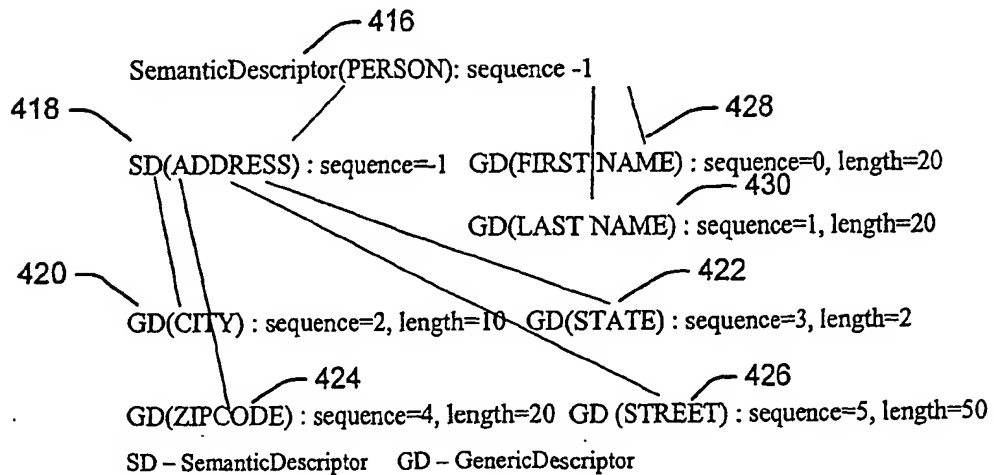 416
SemanticDescriptor(PERSON): sequence -1
418
428
SD(ADDRESS) : sequence=-1 GD(FIRST NAME) : sequence=0, length=20
430
GD(LAST NAME) : sequence=1, length=20
420
422
GD(CITY) : sequence=2, length=10 GD(STATE) : sequence=3, length=2
424
426
GD(ZIPCODE) : sequence=4, length=20 GD (STREET) : sequence=5, length=50
SD – SemanticDescriptor GD – GenericDescriptor